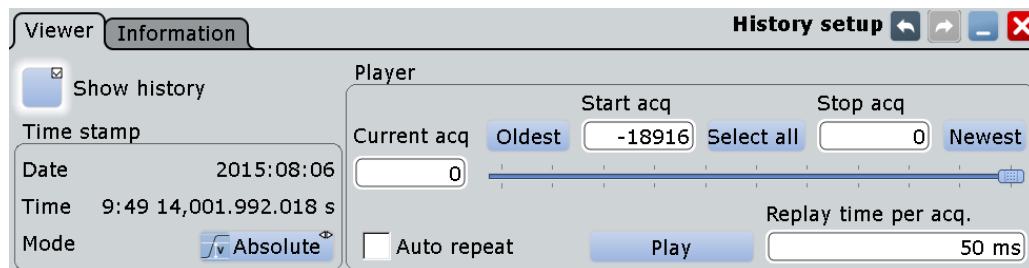 Viewer Information History setup
Show history
Player
Start acq Stop acq
Time stamp
Current acq Oldest -18916 Select all 0 Newest
Date 2015:08:06
0
Time 9:49 14,001.992.018 s
Replay time per acq.
Mode Absolute
Auto repeat Play 50 ms